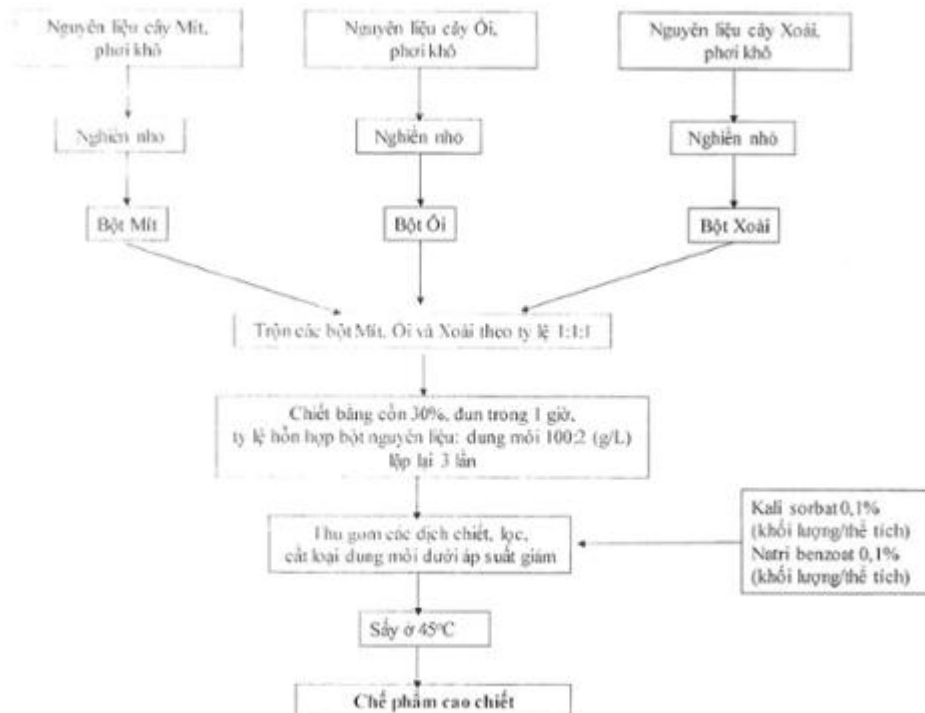 Nguyên liệu cây Mít,
phơi khô
Nguyên liệu cây Ổi,
phơi khô
Nguyên liệu cây Xoài,
phơi khô
Nghiền nho
Nghiền nho
Nghiền nhỏ
Bột Mít
Bột Ổi
Bột Xoài
Trộn các bột Mít, Ổi và Xoài theo tỷ lệ 1:1:1
Chiết bằng cồn 30%, đun trong 1 giờ,
tỷ lệ hỗn hợp bột nguyên liệu: dung môi 100:2 (g/L)
lặp lại 3 lần
Thu gom các dịch chiết, lọc,
cất loại dung môi dưới áp suất giảm
Kali sorbat 0,1%
(khối lượng/thể tích)
Natri benzoat 0,1%
(khối lượng/thể tích)
Sấy ở 45°C
Chế phẩm cao chiết